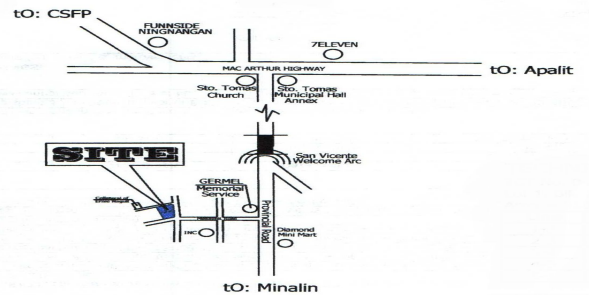 tO: CSFP
FUNNSIDE
NINGNANGAN
7ELEVEN
MAC ARTHUR HIGHWAY
tO: Apalit
Sto. Tomas
Church
Sto. Tomas
Municipal Hall
Annex
SITE
San Vicente
Welcome Arc
GERMEL
Memorial
Service
Provincial Road
INC
Diamond
Mini Mart
tO: Minalin